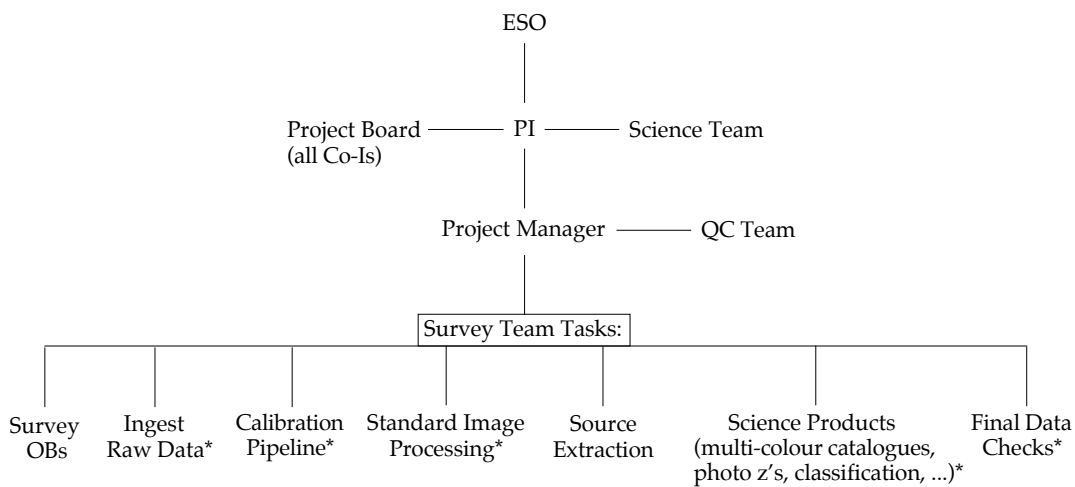 ESO
Project Board
(all Co-Is)
PI
Science Team
Project Manager
QC Team
Survey Team Tasks:
Survey
OBs
Ingest
Raw Data*
Calibration
Pipeline*
Standard Image
Processing*
Source
Extraction
Science Products
(multi-colour catalogues,
photo z's, classification, ...)*
Final Data
Checks*